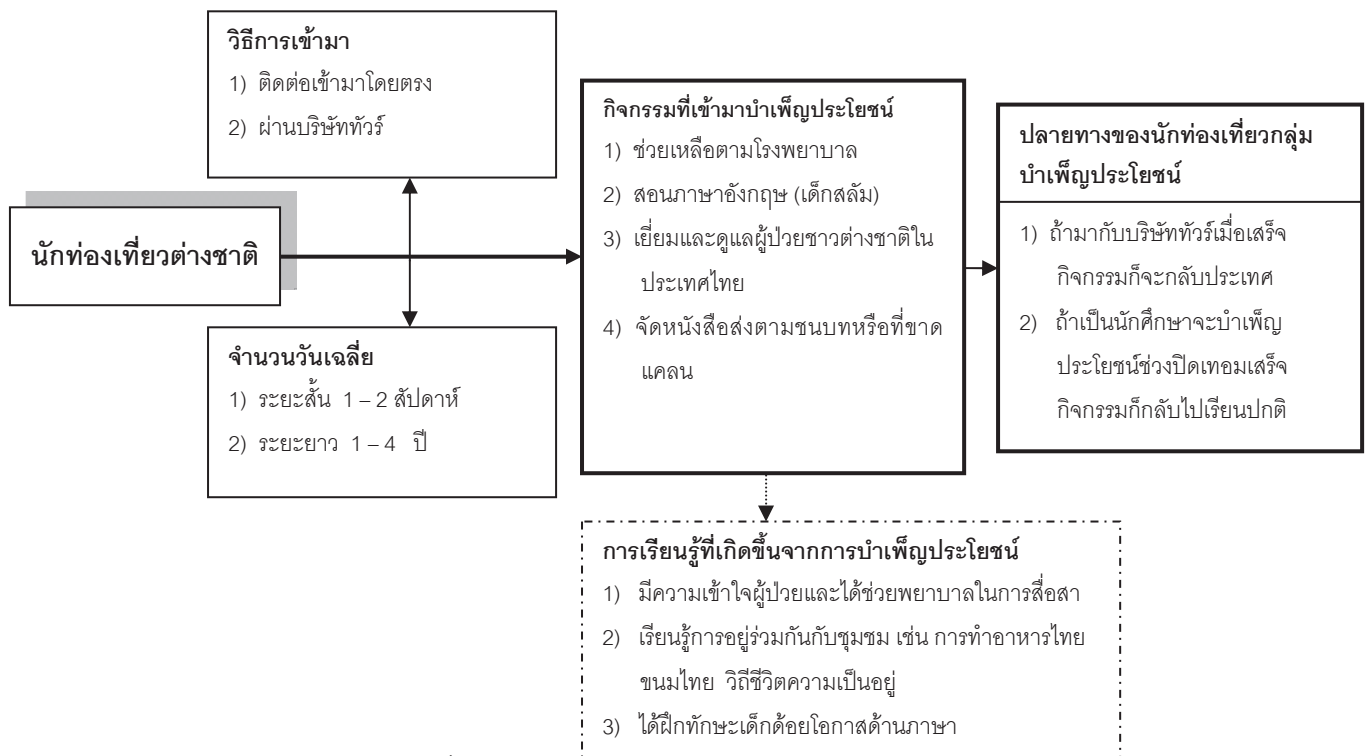 วิธีการเข้ามา
1) ติดต่อเข้ามาโดยตรง
2) ผ่านบริษัททัวร์
นักท่องเที่ยวต่างชาติ
จำนวนวันเฉลี่ย
1) ระยะสั้น 1 – 2 สัปดาห์
2) ระยะยาว 1 – 4 ปี
กิจกรรมที่เข้ามาบำเพ็ญประโยชน์
1) ช่วยเหลือตามโรงพยาบาล
2) สอนภาษาอังกฤษ (เด็กสลัม)
3) เยี่ยมและดูแลผู้ป่วยชาวต่างชาติใน
ประเทศไทย
4) จัดหนังสือส่งตามชนบทหรือที่ขาด
แคลน
ปลายทางของนักท่องเที่ยวกลุ่ม
บำเพ็ญประโยชน์
1) ถ้ามากับบริษัททัวร์เมื่อเสร็จ
กิจกรรมก็จะกลับประเทศ
2) ถ้าเป็นนักศึกษาจะบำเพ็ญ
ประโยชน์ช่วงปิดเทอมเสร็จ
กิจกรรมก็กลับไปเรียนปกติ
การเรียนรู้ที่เกิดขึ้นจากการบำเพ็ญประโยชน์
1) มีความเข้าใจผู้ป่วยและได้ช่วยพยาบาลในการสื่อสา
2) เรียนรู้การอยู่ร่วมกันกับชุมชม เช่น การทำอาหารไทย
ขนมไทย วิถีชีวิตความเป็นอยู่
3) ได้ฝึกทักษะเด็กด้อยโอกาสด้านภาษา